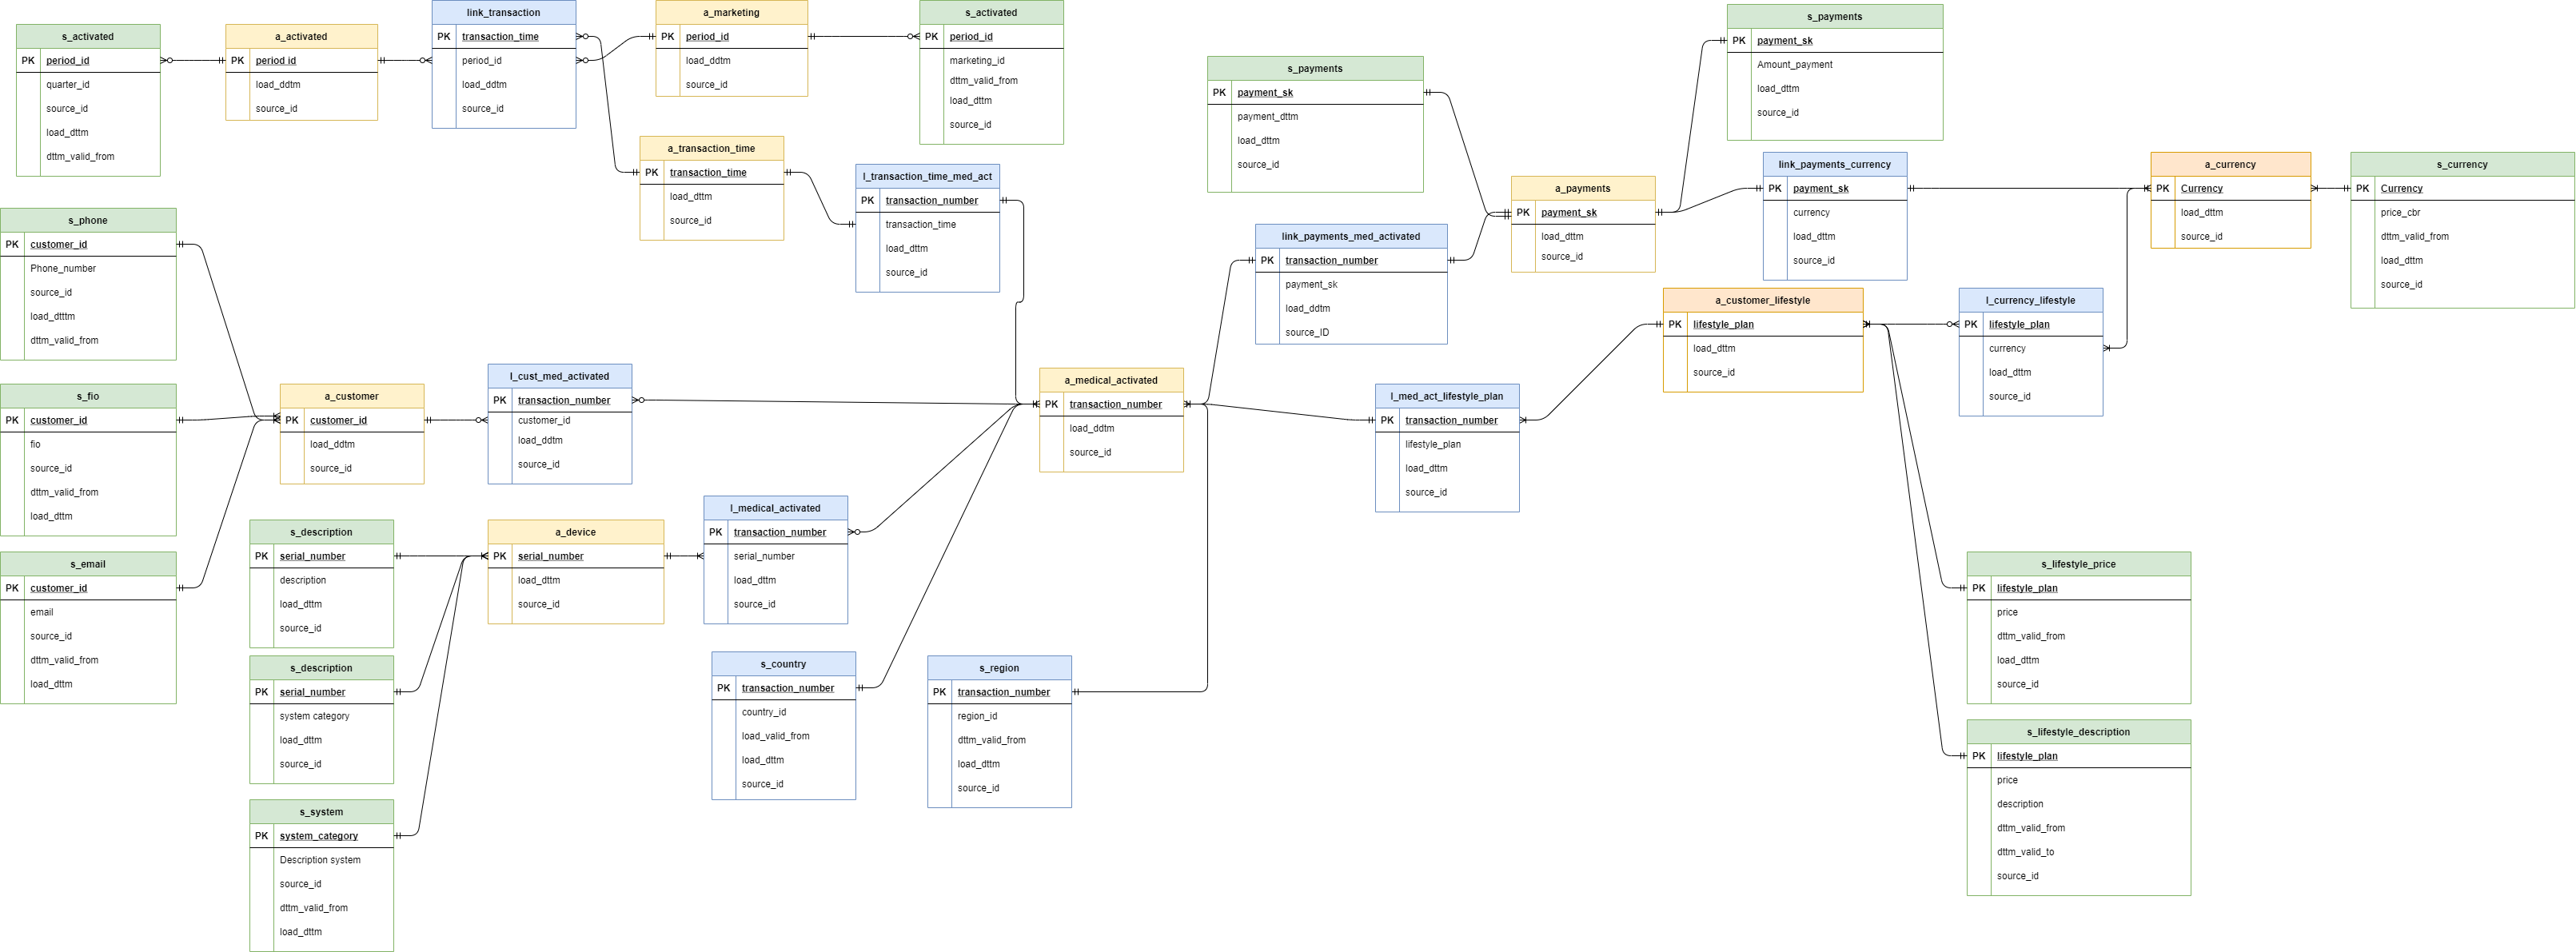 s_activated
PK period_id
quarter_id
source_id
load_dttm
dttm_valid_from
a_activated
PK period id
load_ddtm
source_id
link_transaction
PK transaction_time
period_id
load_ddtm
source_id
a_marketing
PK period_id
load_ddtm
source_id
s_activated
PK period_id
marketing_id
dttm_valid_from
load_dttm
source_id
a_transaction_time
PK transaction_time
load_dttm
source_id
l_transaction_time_med_act
PK transaction_number
transaction_time
load_dttm
source_id
s_payments
PK payment_sk
payment_dttm
load_dttm
source_id
s_payments
PK payment_sk
Amount_payment
load_dttm
source_id
link_payments_med_activated
PK transaction_number
payment_sk
load_ddtm
source_ID
a_payments
PK payment_sk
load_dttm
source_id
link_payments_currency
PK payment_sk
currency
load_dttm
source_id
a_currency
PK Currency
load_dttm
source_id
s_currency
PK Currency
price_cbr
dttm_valid_from
load_dttm
source_id
s_phone
PK customer_id
Phone_number
source_id
load_dtttm
dttm_valid_from
s_fio
PK customer_id
fio
source_id
dttm_valid_from
load_dttm
s_email
PK customer_id
email
source_id
dttm_valid_from
load_dttm
a_customer
PK customer_id
load_ddtm
source_id
l_cust_med_activated
PK transaction_number
customer_id
load_ddtm
source_id
a_medical_activated
PK transaction_number
load_ddtm
source_id
l_med_act_lifestyle_plan
PK transaction_number
lifestyle_plan
load_dttm
source_id
a_customer_lifestyle
PK lifestyle_plan
load_dttm
source_id
l_currency_lifestyle
PK lifestyle_plan
currency
load_dttm
source_id
s_description
PK serial_number
description
load_dttm
source_id
s_description
PK serial_number
system category
load_dttm
source_id
s_system
PK system_category
Description system
source_id
dttm_valid_from
load_dttm
a_device
PK serial_number
load_dttm
source_id
l_medical_activated
PK transaction_number
serial_number
load_dttm
source_id
s_country
PK transaction_number
country_id
load_valid_from
load_dttm
source_id
s_region
PK transaction_number
region_id
dttm_valid_from
load_dttm
source_id
s_lifestyle_price
PK lifestyle_plan
price
dttm_valid_from
load_dttm
source_id
s_lifestyle_description
PK lifestyle_plan
price
description
dttm_valid_from
dttm_valid_to
source_id